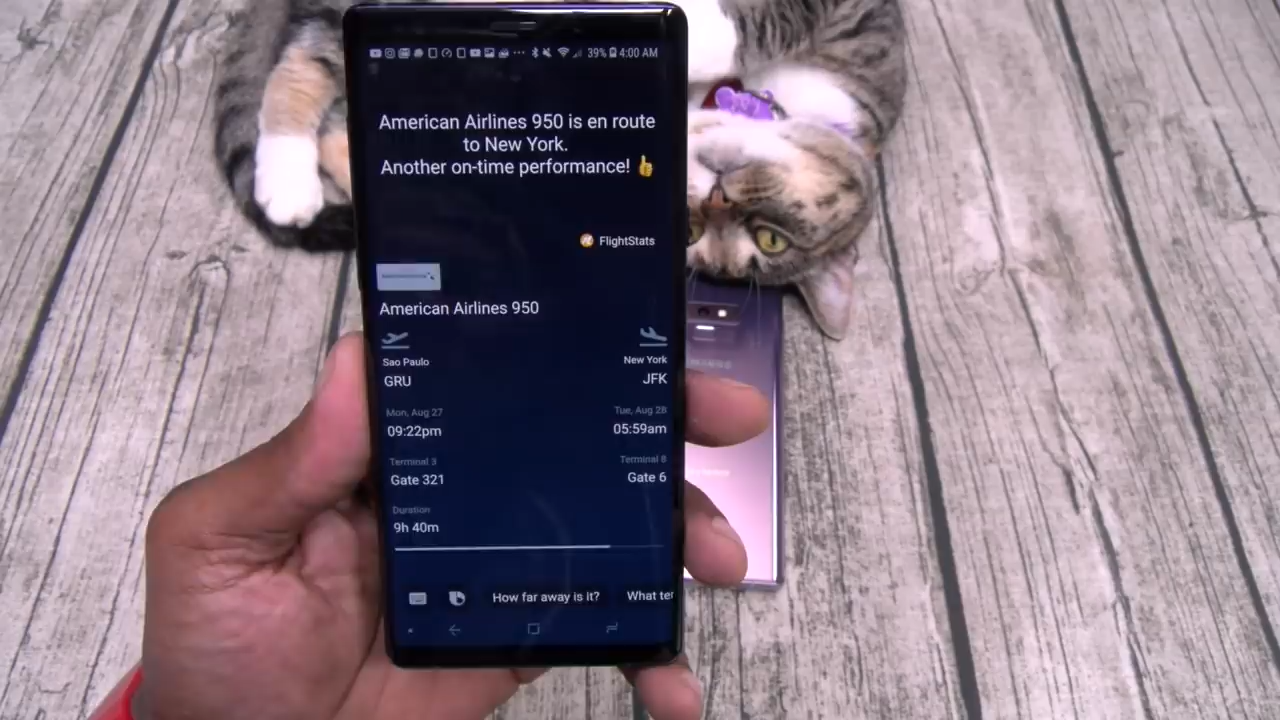 39% 4:00 AM
American Airlines 950 is en route
to New York.
Another on-time performance! 👍
FlightStats
American Airlines 950
Sao Paulo
New York
GRU
JFK
Mon, Aug 27
Tue, Aug 28
09:22pm
05:59am
Terminal 3
Terminal 8
Gate 321
Gate 6
Duration
9h 40m
How far away is it?
What ter